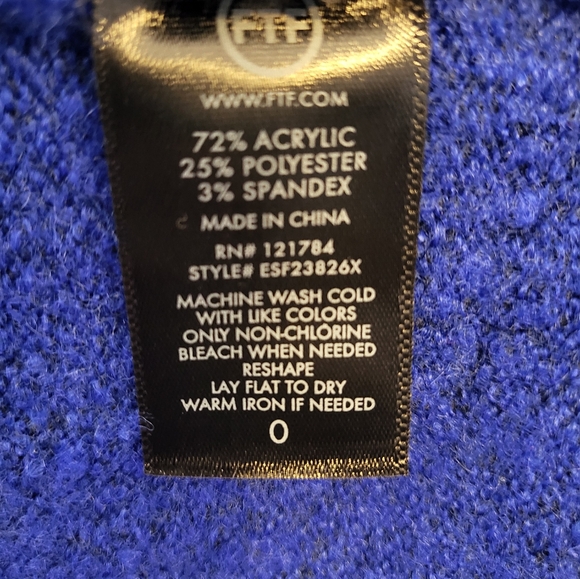 FTF
WWW.FTF.COM
72% ACRYLIC
25% POLYESTER
3% SPANDEX
MADE IN CHINA
RN# 121784
STYLE# ESF23826X
MACHINE WASH COLD
WITH LIKE COLORS
ONLY NON-CHLORINE
BLEACH WHEN NEEDED
RESHAPE
LAY FLAT TO DRY
WARM IRON IF NEEDED
0